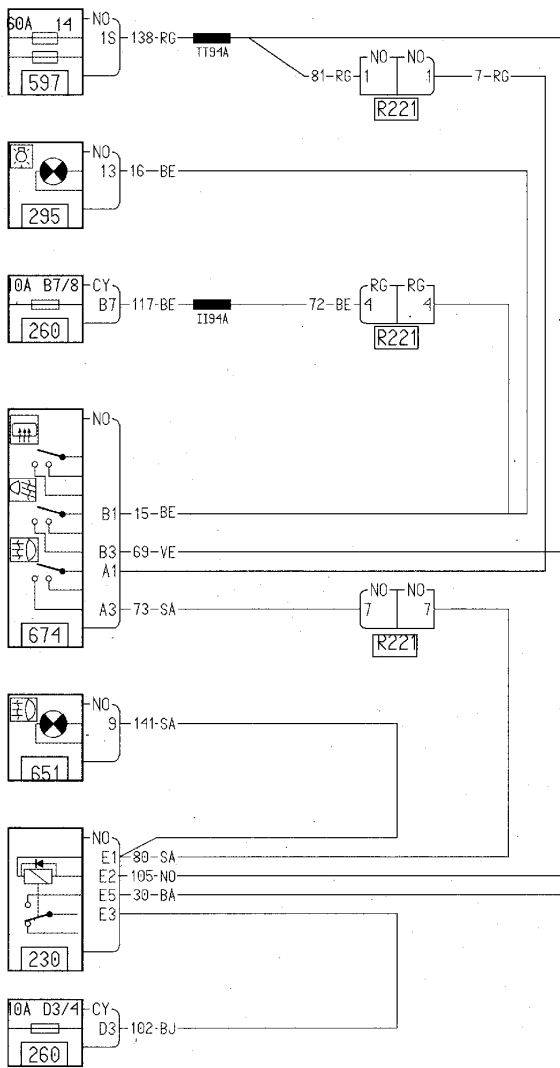 60A 14 NO
1S 138-RG
TT94A
597
NO NO
81-RG 1 1 7-RG
R221
NO
13 16-BE
295
10A B7/8 CY
B7 117-BE
II94A
260
RG RG
72-BE 4 4
R221
NO
B1 15-BE
B3 69-VE
A1
A3 73-SA
674
NO NO
7 7
R221
NO
9 141-SA
651
NO
E1 80-SA
E2 105-NO
E5 30-BA
E3
230
10A D3/4 CY
D3 102-BJ
260